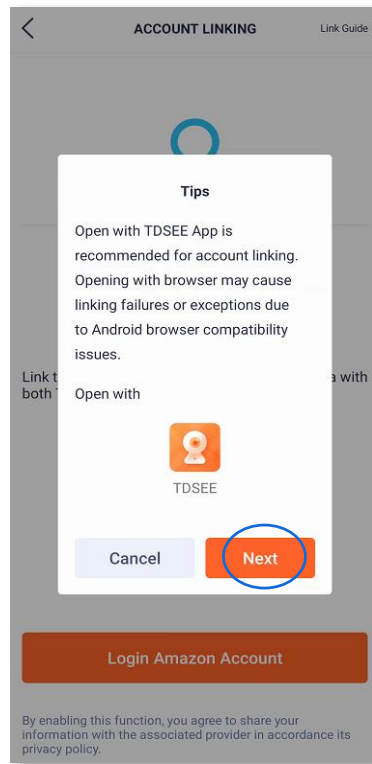 ACCOUNT LINKING Link Guide
Tips
Open with TDSEE App is
recommended for account linking.
Opening with browser may cause
linking failures or exceptions due
to Android browser compatibility
issues.
Link t a with
both
Open with
TDSEE
Cancel Next
Login Amazon Account
By enabling this function, you agree to share your
information with the associated provider in accordance its
privacy policy.